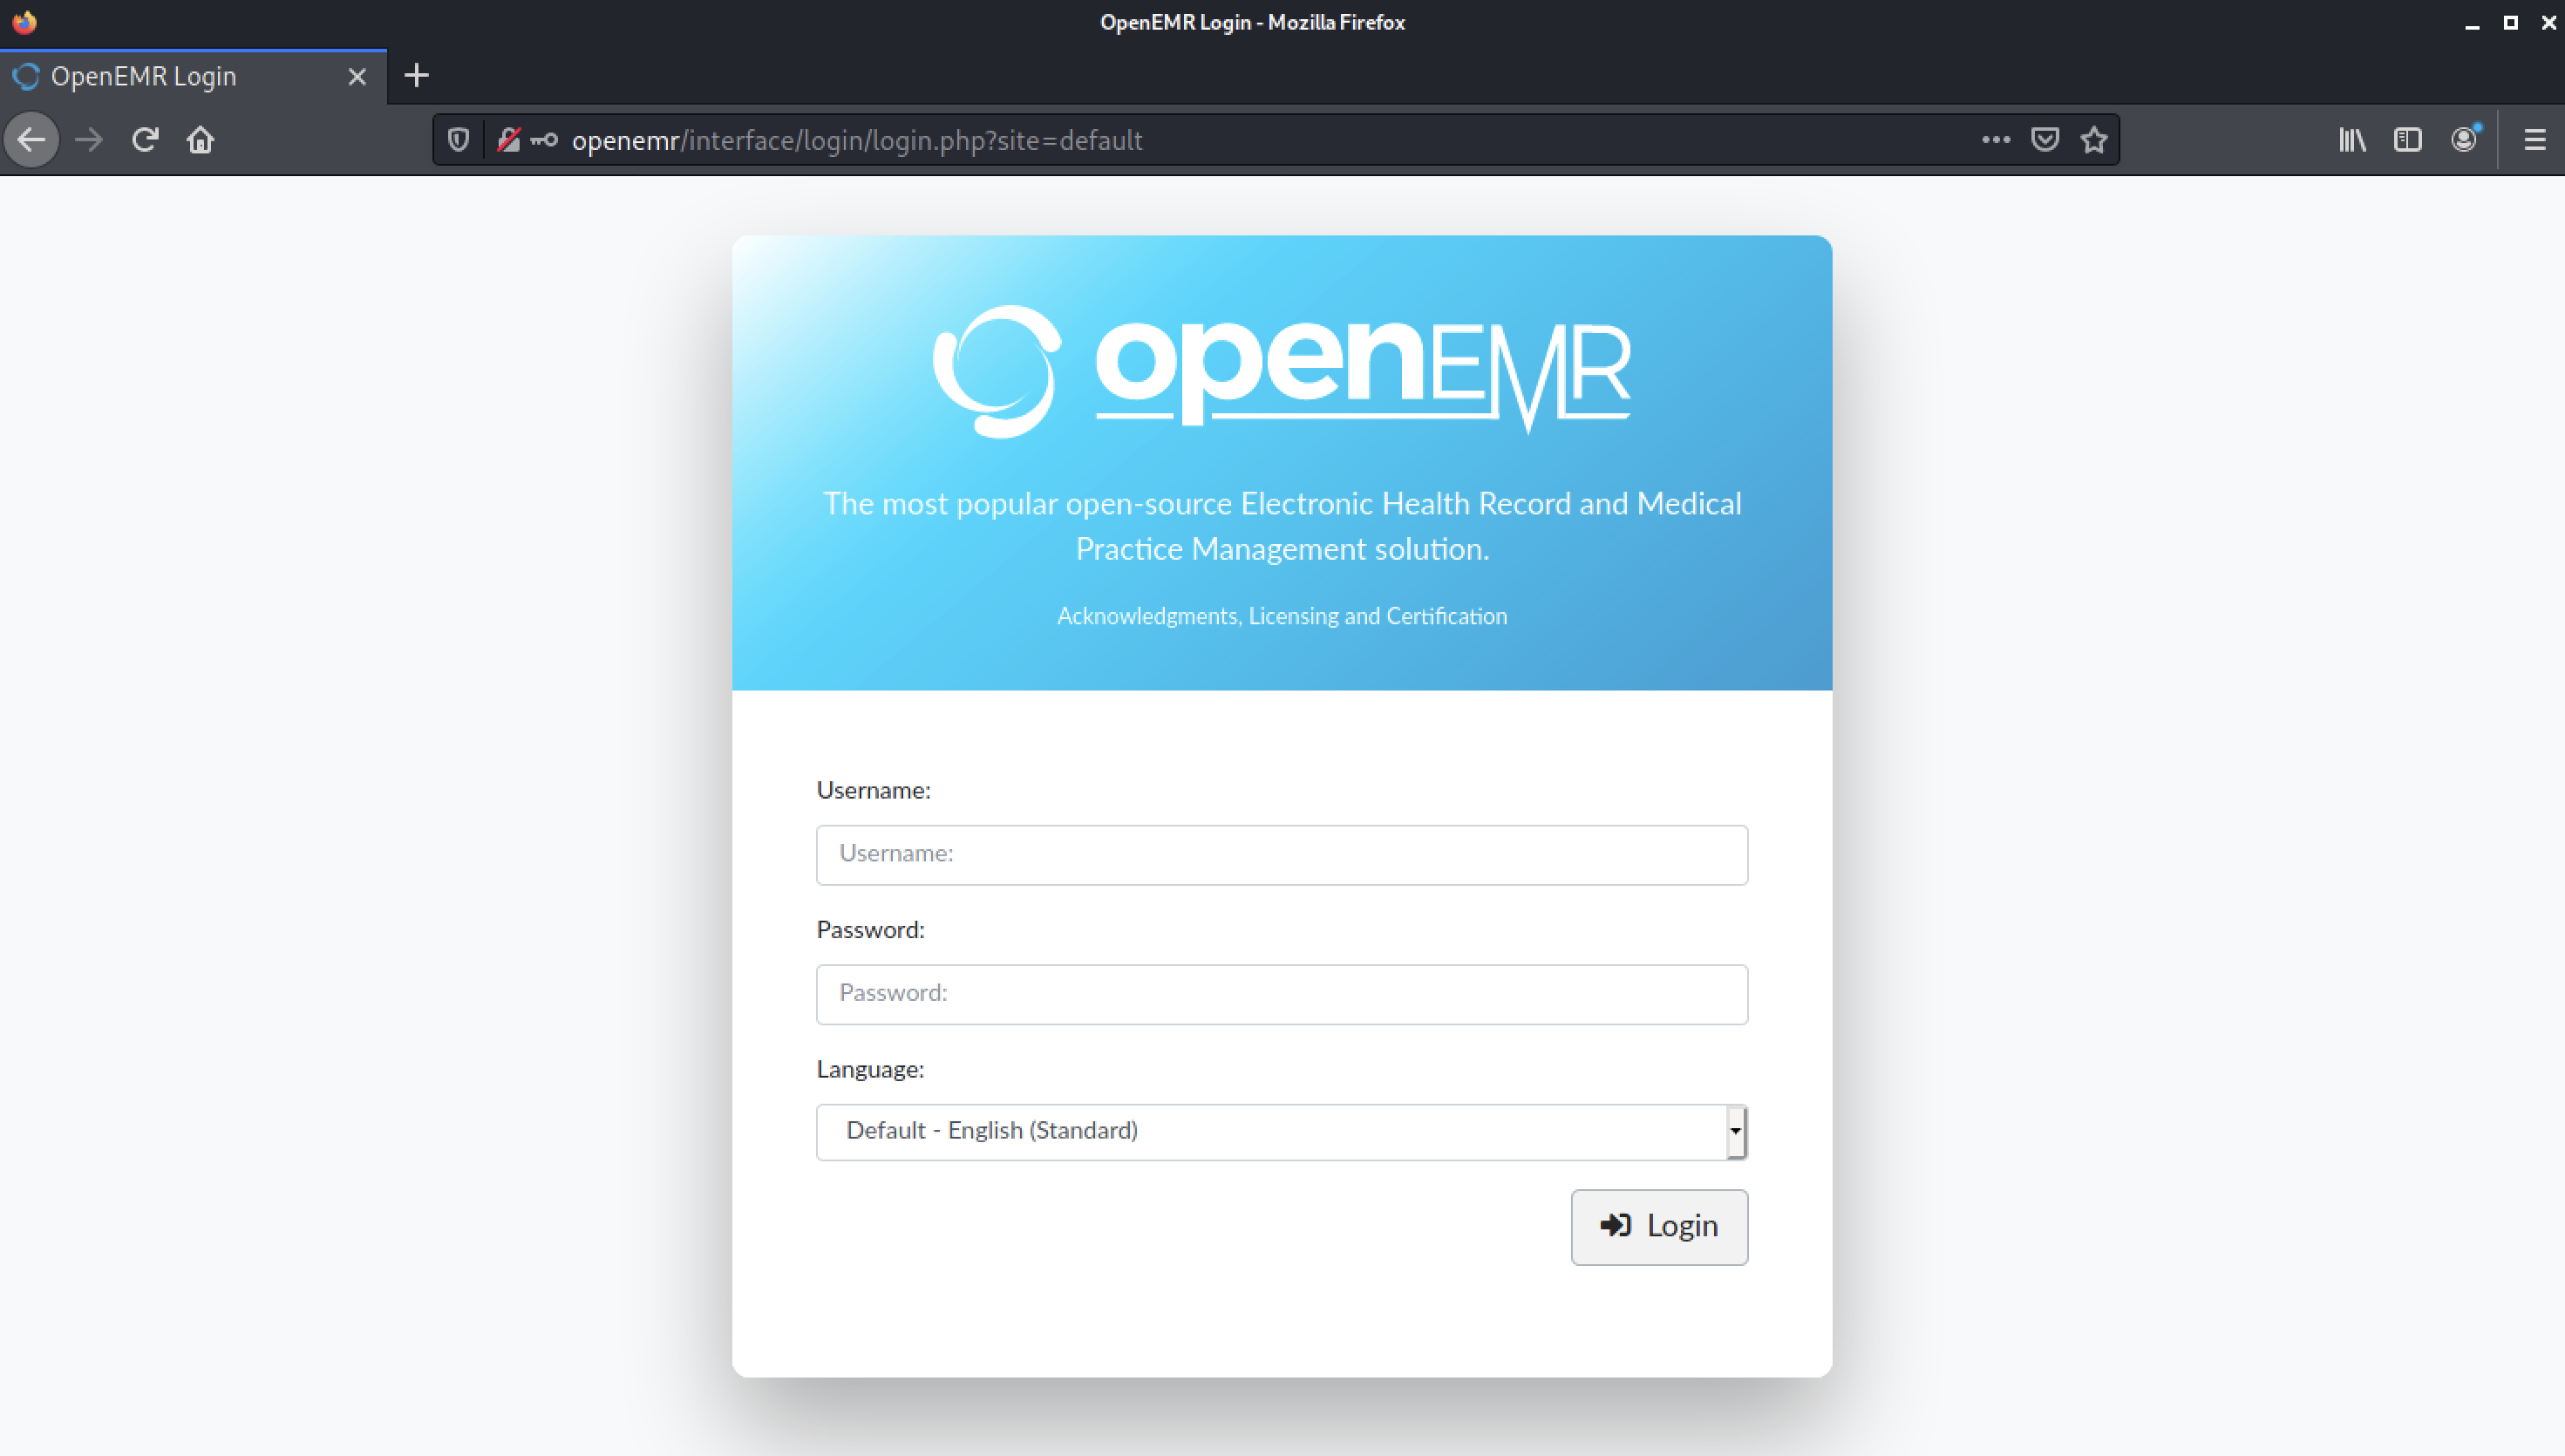 OpenEMR Login - Mozilla Firefox
OpenEMR Login
openemr/interface/login/login.php?site=default
openEMR
The most popular open-source Electronic Health Record and Medical
Practice Management solution.
Acknowledgments, Licensing and Certification
Username:
Username:
Password:
Password:
Language:
Default - English (Standard)
Login